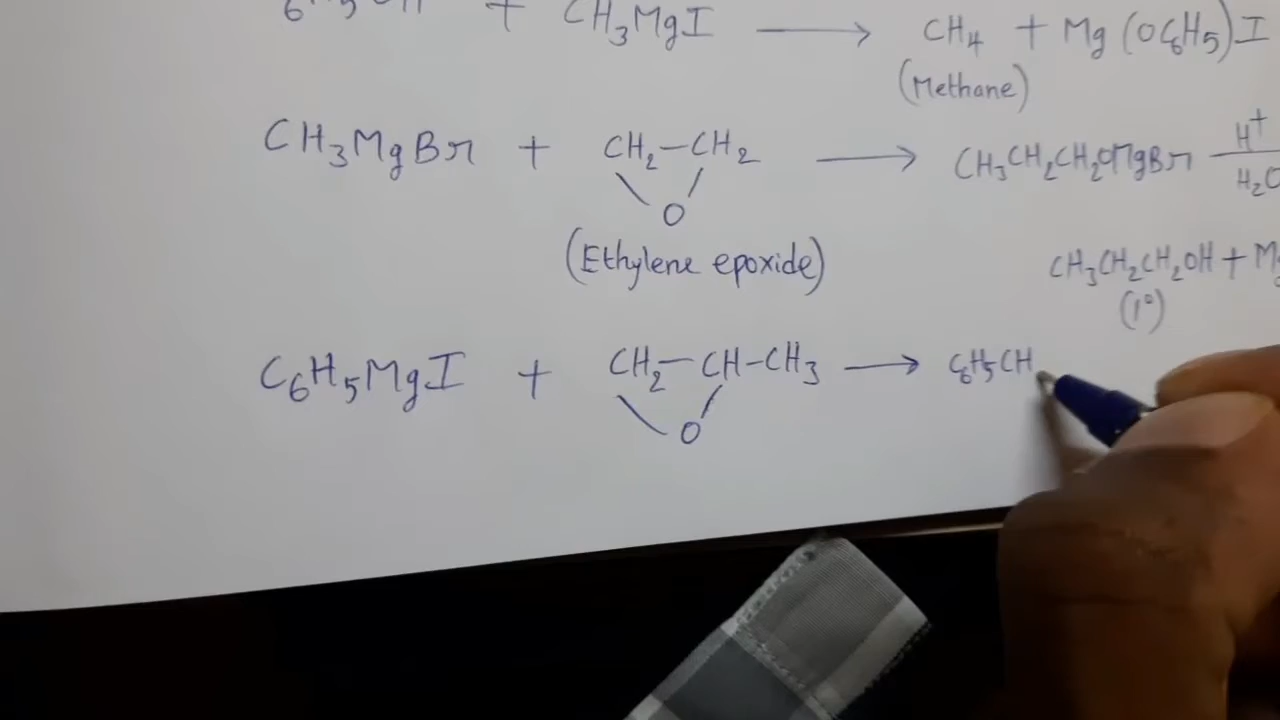 + CH₃MgI ⟶ CH₄ + Mg(OC₆H₅)I
(Methane)
CH₃MgBr + CH₂—CH₂ ⟶ CH₃CH₂CH₂OMgBr H⁺
H₂O
\ /
O
(Ethylene epoxide)
CH₃CH₂CH₂OH + M
(1°)
C₆H₅MgI + CH₂—CH-CH₃ ⟶ C₆H₅CH
\ /
O